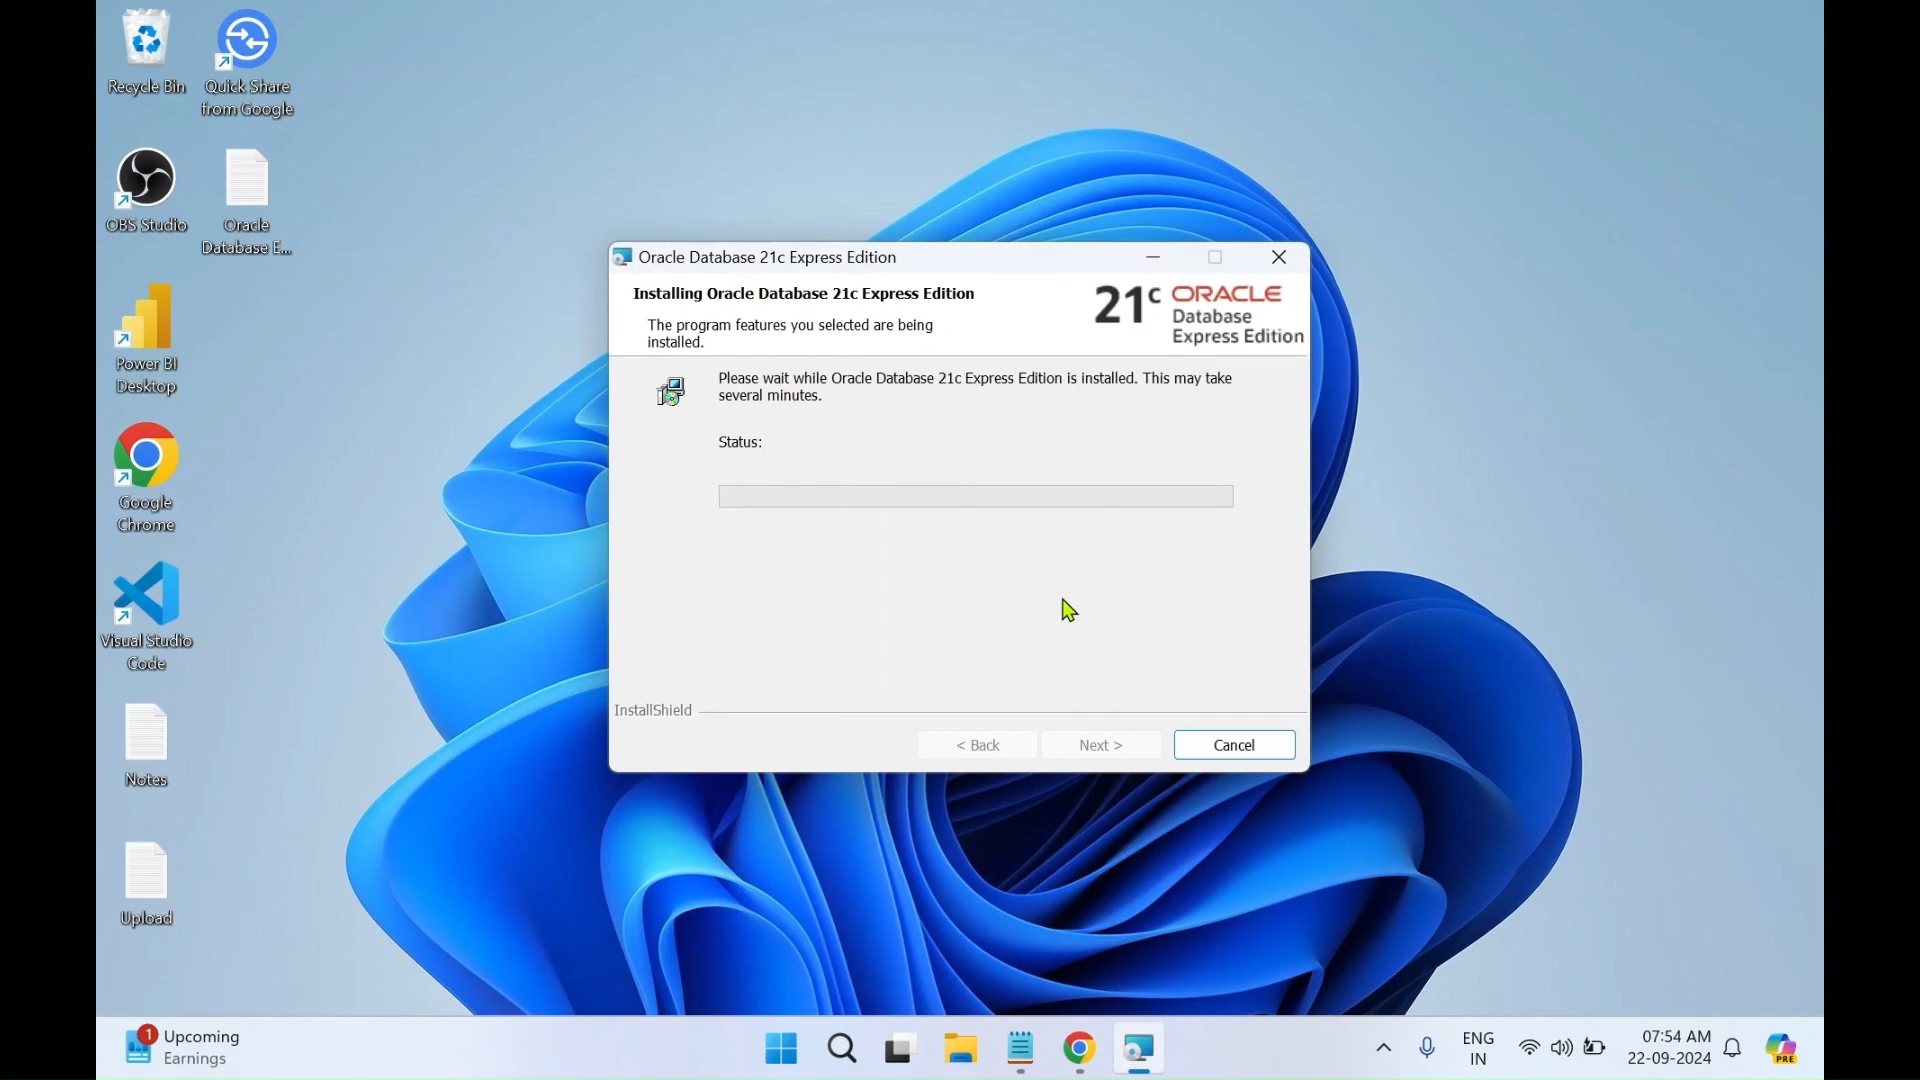 Recycle Bin
Quick Share
from Google
OBS Studio
Oracle
Database E...
Power BI
Desktop
Google
Chrome
Visual Studio
Code
Notes
Upload
Oracle Database 21c Express Edition
Installing Oracle Database 21c Express Edition
The program features you selected are being
installed.
21c ORACLE
Database
Express Edition
Please wait while Oracle Database 21c Express Edition is installed. This may take
several minutes.
Status:
InstallShield
< Back
Next >
Cancel
1
Upcoming
Earnings
ENG
IN
07:54 AM
22-09-2024
PRE